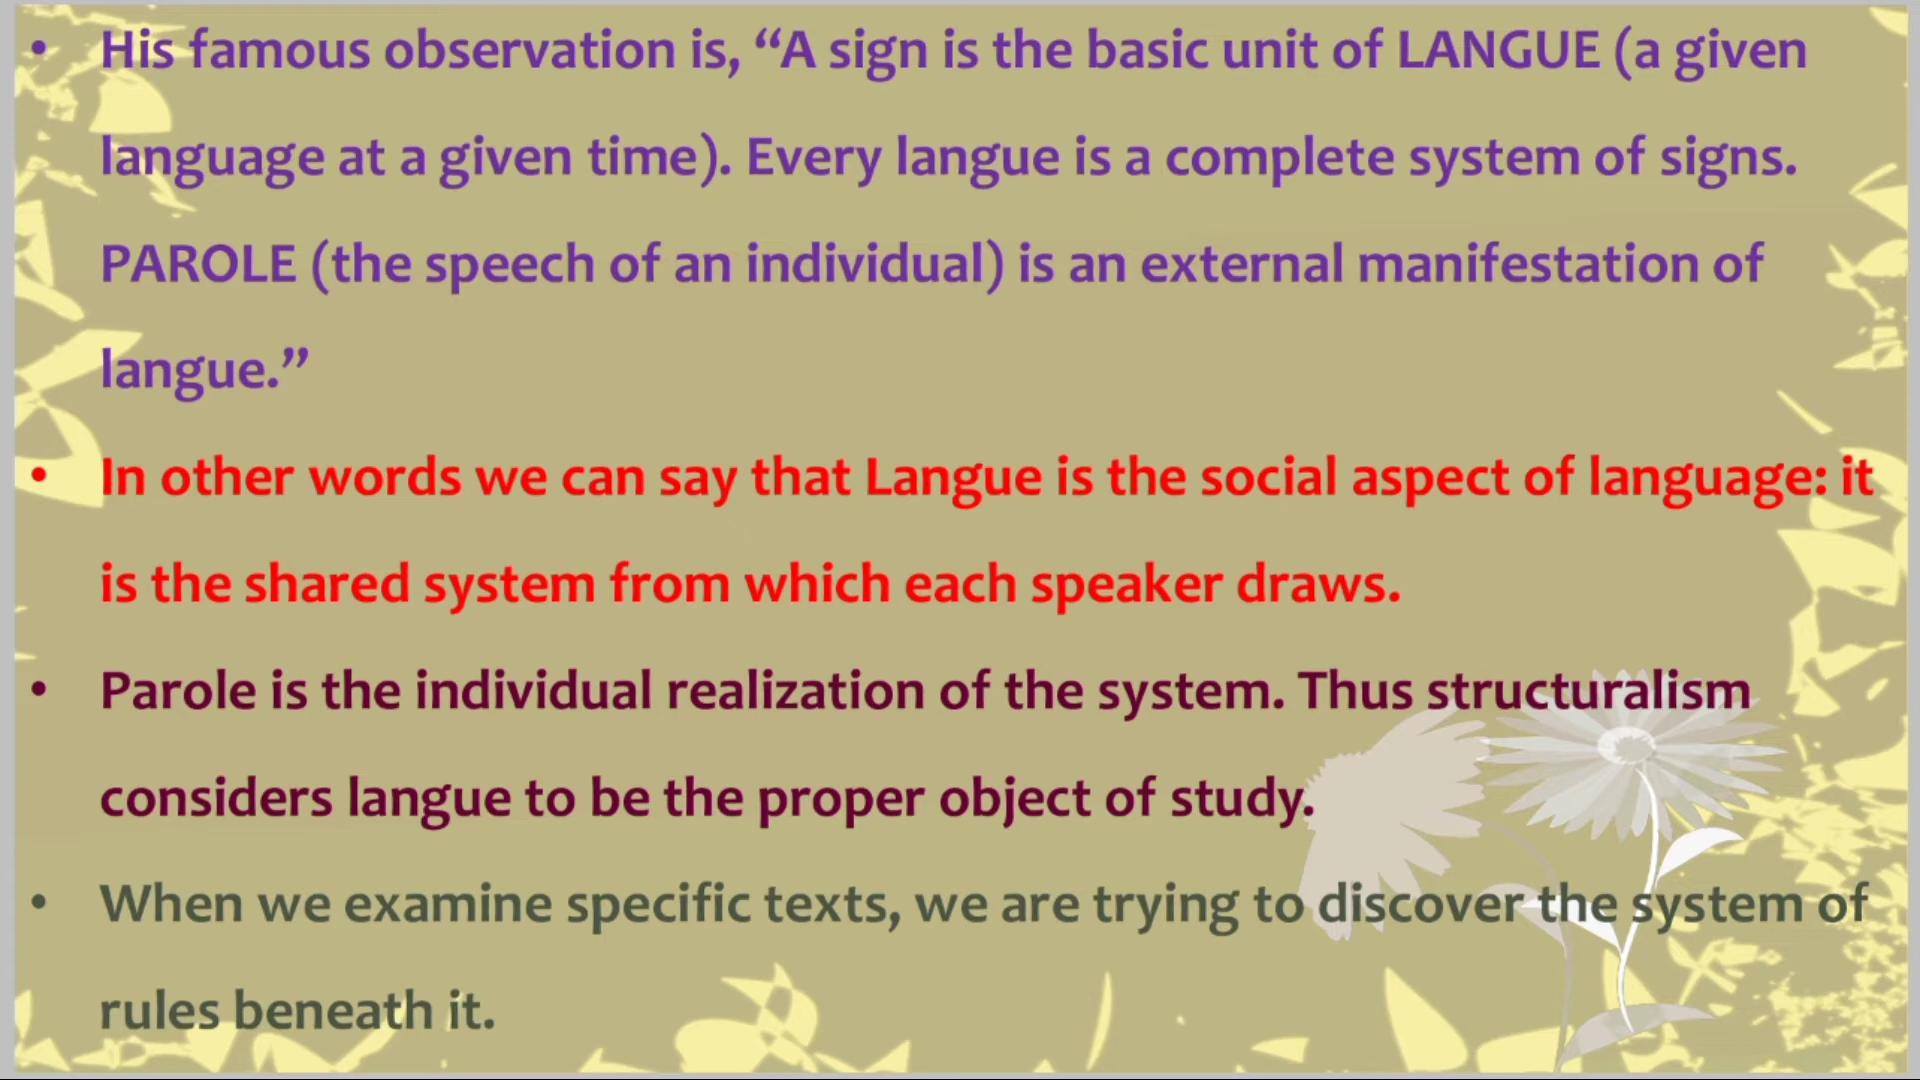 • His famous observation is, “A sign is the basic unit of LANGUE (a given
language at a given time). Every langue is a complete system of signs.
PAROLE (the speech of an individual) is an external manifestation of
langue.”
• In other words we can say that Langue is the social aspect of language: it
is the shared system from which each speaker draws.
• Parole is the individual realization of the system. Thus structuralism
considers langue to be the proper object of study.
• When we examine specific texts, we are trying to discover the system of
rules beneath it.